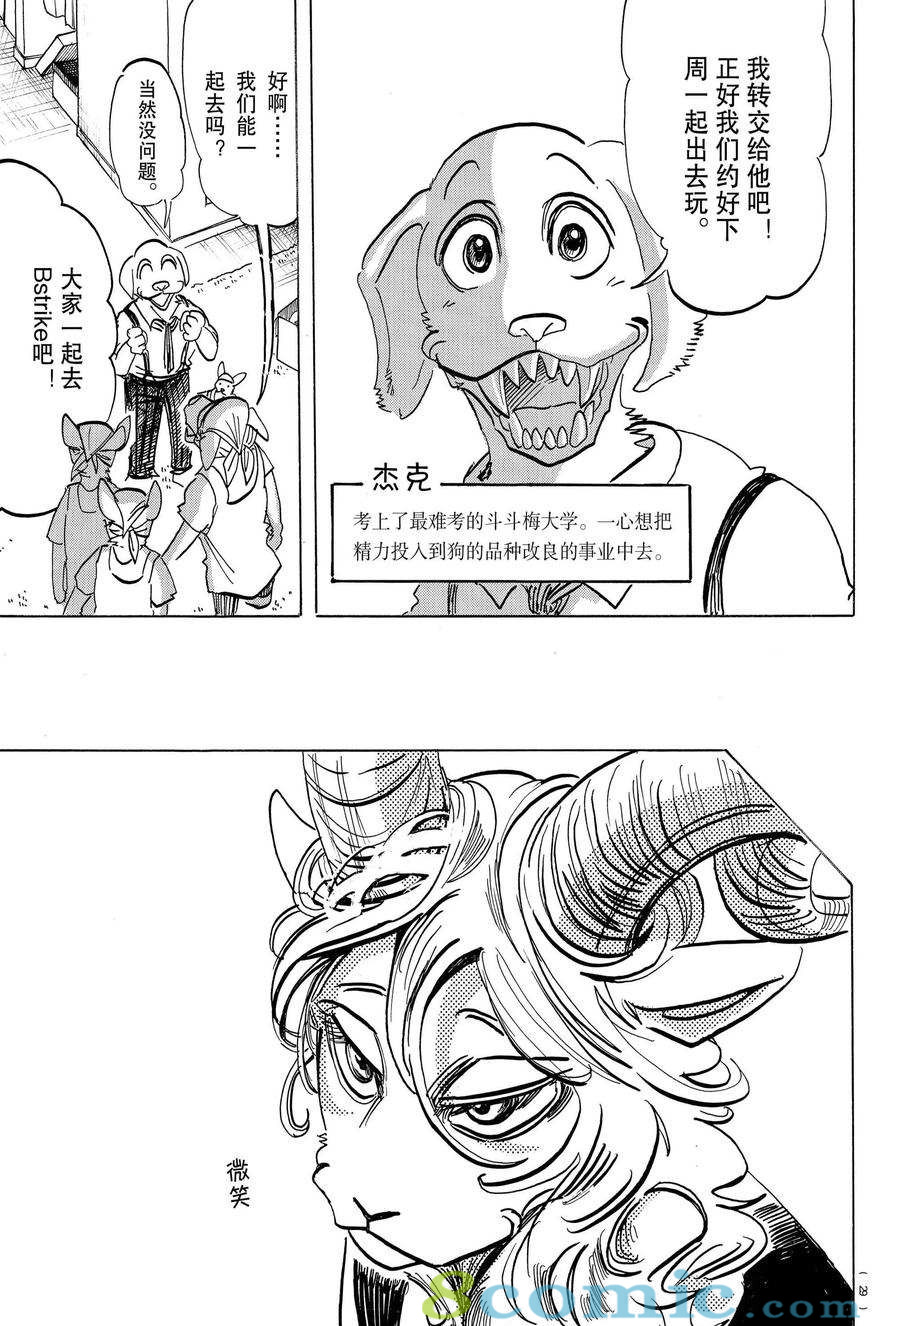 我转交给他吧！
正好我们约好下
周一起出去玩。
杰克
考上了最难考的斗斗梅大学。一心想把
精力投入到狗的品种改良的事业中去。
好啊……
我们能一
起去吗？
当然没问题。
大家一起去
Bstrike吧！
微笑
8comic.com
( 29 )